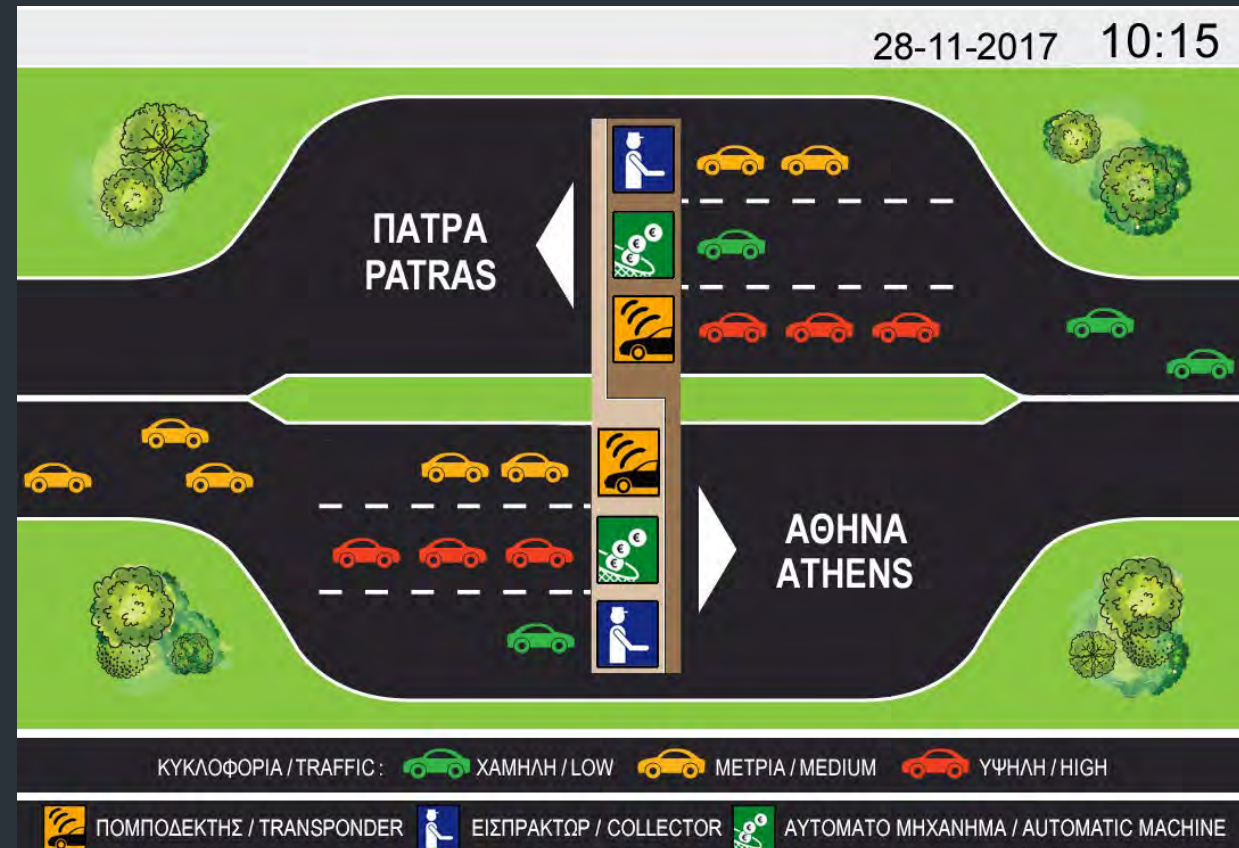 28-11-2017 10:15
ΠΑΤΡΑ
PATRAS
ΑΘΗΝΑ
ATHENS
ΚΥΚΛΟΦΟΡΙΑ / TRAFFIC : ΧΑΜΗΛΗ / LOW ΜΕΤΡΙΑ / MEDIUM ΥΨΗΛΗ / HIGH
ΠΟΜΠΟΔΕΚΤΗΣ / TRANSPONDER ΕΙΣΠΡΑΚΤΩΡ / COLLECTOR ΑΥΤΟΜΑΤΟ ΜΗΧΑΝΗΜΑ / AUTOMATIC MACHINE